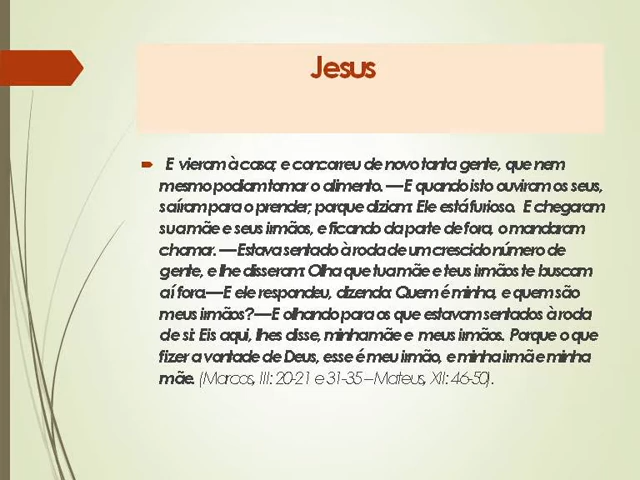 Jesus
E vieram à casa; e concorreu de novo tanta gente, que nem
mesmo podiam tomar o alimento. — E quando isto ouviram os seus,
saíram para o prender; porque diziam: Ele está furioso. E chegaram
sua mãe e seus irmãos, e ficando da parte de fora, o mandaram
chamar. — Estava sentado à roda de um crescido número de
gente, e lhe disseram: Olha que tua mãe e teus irmãos te buscam
aí fora.— E ele respondeu, dizendo: Quem é minha, e quem são
meus irmãos? — E olhando para os que estavam sentados à roda
de si: Eis aqui, lhes disse, minha mãe e meus irmãos. Porque o que
fizer a vontade de Deus, esse é meu irmão, e minha irmã e minha
mãe. (Marcos, III: 20-21 e 31-35 – Mateus, XII: 46-50).